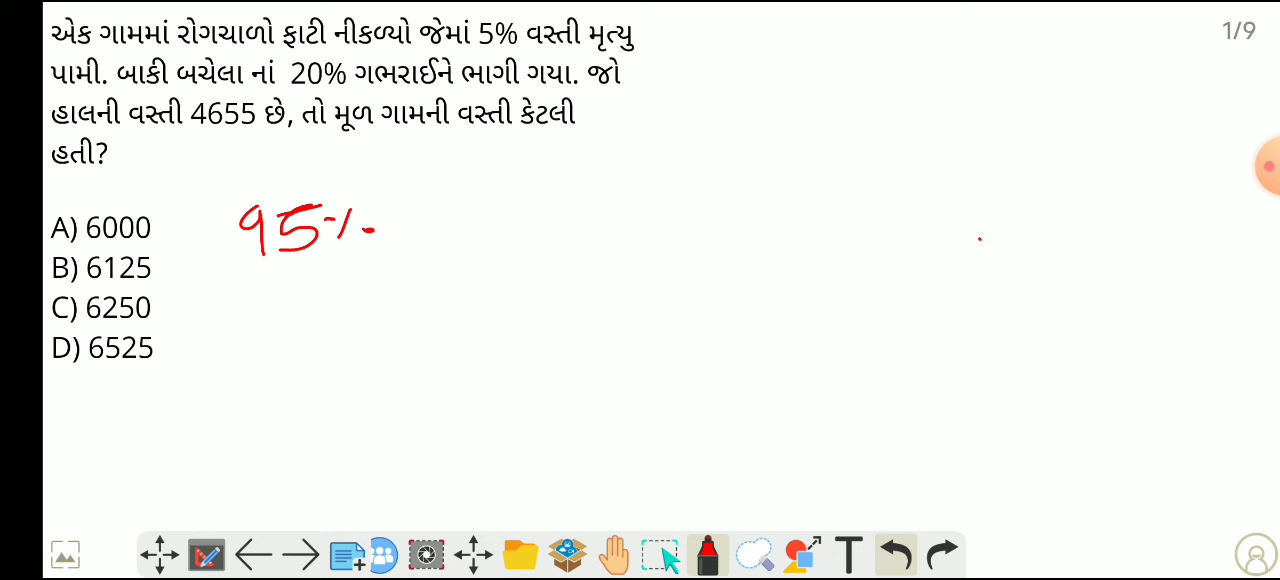 એક ગામમાં રોગચાળો ફાટી નીકળ્યો જેમાં 5% વસ્તી મૃત્યુ
પામી. બાકી બચેલા નાં 20% ગભરાઈને ભાગી ગયા. જો
હાલની વસ્તી 4655 છે, તો મૂળ ગામની વસ્તી કેટલી
હતી?
1/9
A) 6000
95%
B) 6125
C) 6250
D) 6525